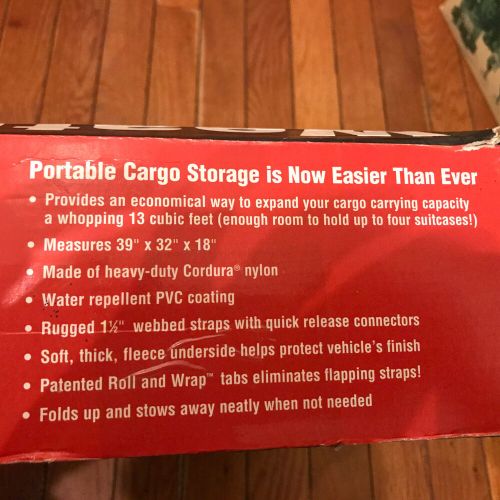 Portable Cargo Storage is Now Easier Than Ever
• Provides an economical way to expand your cargo carrying capacity
a whopping 13 cubic feet (enough room to hold up to four suitcases!)
• Measures 39" x 32" x 18"
• Made of heavy-duty Cordura® nylon
• Water repellent PVC coating
• Rugged 1½" webbed straps with quick release connectors
• Soft, thick, fleece underside helps protect vehicle's finish
• Patented Roll and Wrap™ tabs eliminates flapping straps!
• Folds up and stows away neatly when not needed